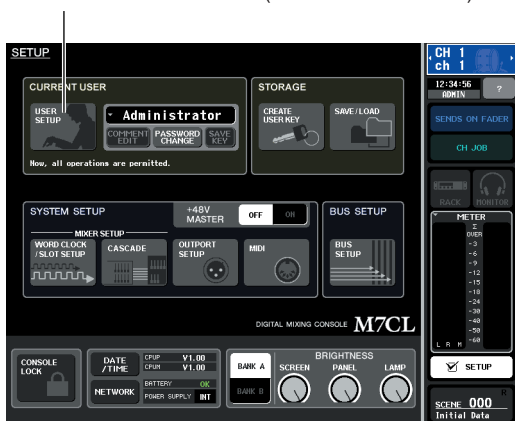 SETUP
CURRENT USER
USER
SETUP
Administrator
COMMENT
EDIT
PASSWORD
CHANGE
SAVE
KEY
Now, all operations are permitted.
STORAGE
CREATE
USER KEY
SAVE/LOAD
SYSTEM SETUP
+48V
MASTER
OFF
ON
MIXER SETUP
WORD CLOCK
/SLOT SETUP
CASCADE
OUTPORT
SETUP
MIDI
BUS SETUP
BUS
SETUP
DIGITAL MIXING CONSOLE M7CL
CONSOLE
LOCK
DATE
/TIME
CPUP V1.00
CPUM V1.00
NETWORK
BATTERY OK
POWER SUPPLY INT
BANK A
BANK B
BRIGHTNESS
SCREEN
PANEL
LAMP
CH 1
ch 1
12:34:56
ADMIN
?
SENDS ON FADER
CH JOB
RACK
MONITOR
METER
Σ
OVER
-3
-6
-9
-12
-15
-18
-24
-30
-40
-50
-60
L R M
SETUP
R
SCENE 000
Initial Data